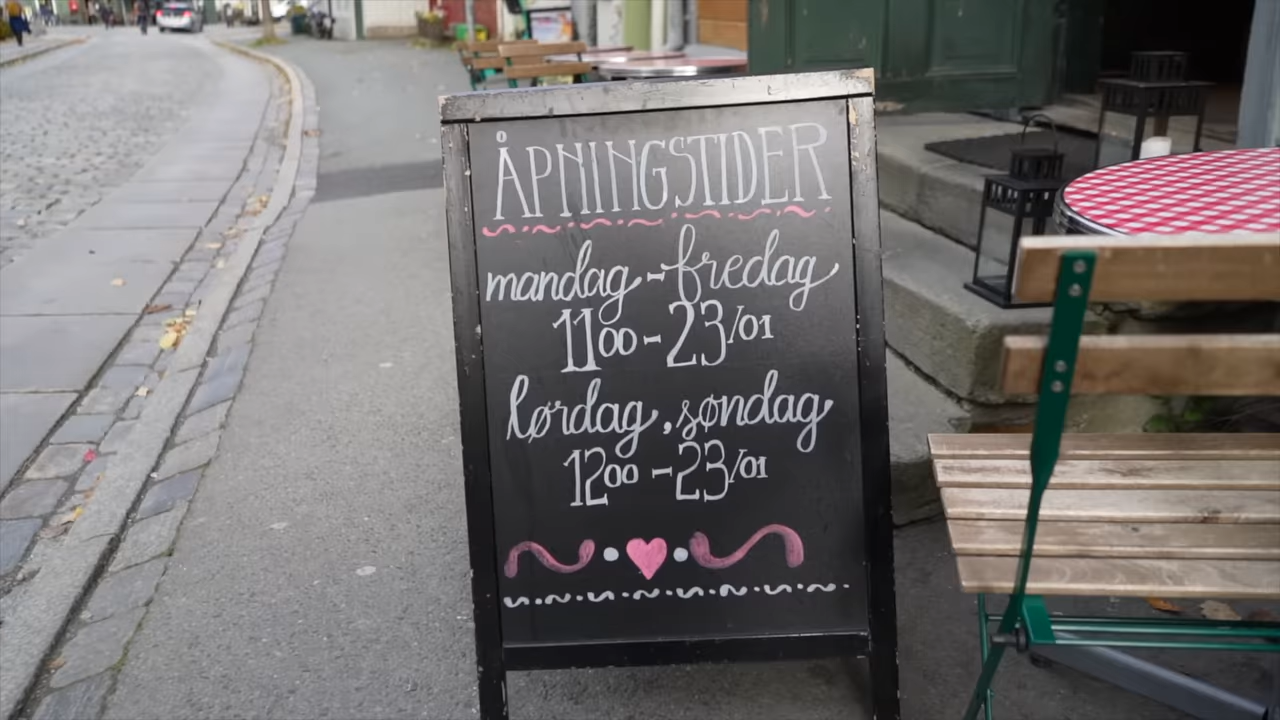 ÅPNINGSTIDER
mandag - fredag
1100 - 23/01
lørdag, søndag
1200 - 23/01